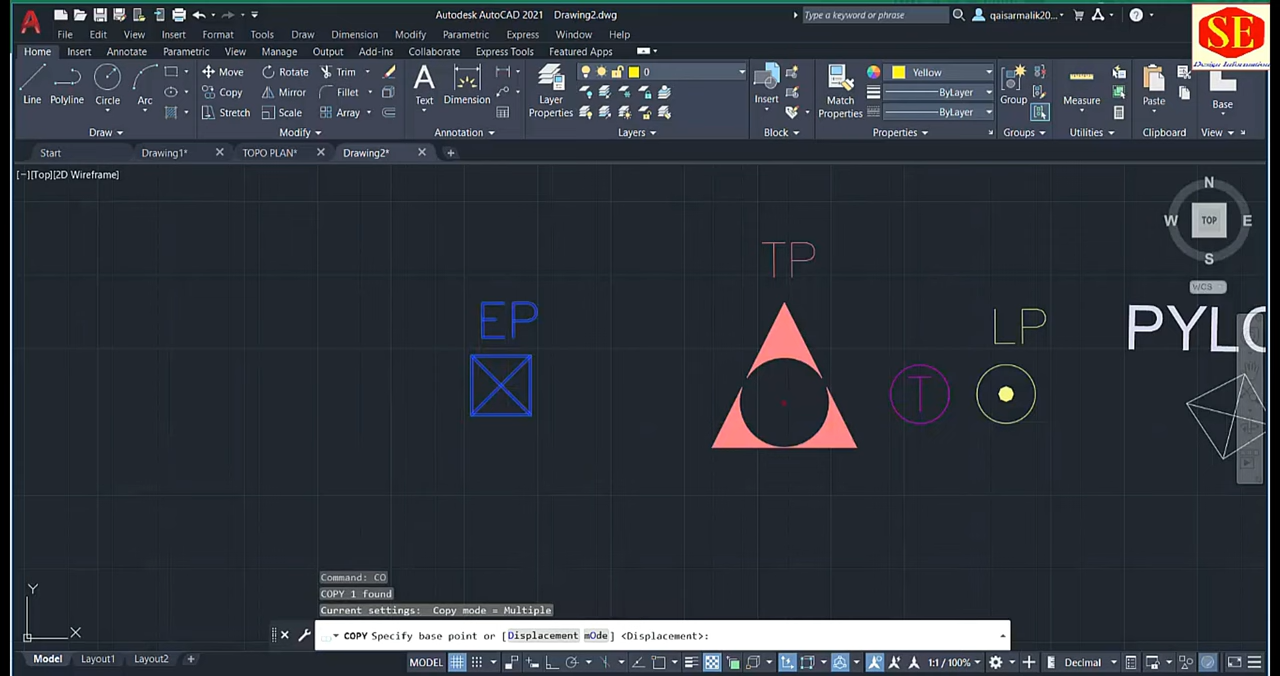 Autodesk AutoCAD 2021 Drawing2.dwg
Type a keyword or phrase
qaisarmalik20...
SE
File Edit View Insert Format Tools Draw Dimension Modify Parametric Express Window Help
Home Insert Annotate Parametric View Manage Output Add-ins Collaborate Express Tools Featured Apps
Line Polyline Circle Arc
Move Rotate Trim
Copy Mirror Fillet
Stretch Scale Array
Text Dimension
Layer Properties
0
Insert
Match Properties
Yellow
ByLayer
ByLayer
Group
Measure
Paste
Base
Draw Modify Annotation Layers Block Properties Groups Utilities Clipboard View
Start Drawing1* TOPO PLAN* Drawing2*
[−][Top][2D Wireframe]
N
W TOP E
S
WCS
TP
EP
LP
PYLO
T
Command: CO
COPY 1 found
Current settings: Copy mode = Multiple
Y
X
COPY Specify base point or [Displacement mOde] <Displacement>:
Model Layout1 Layout2
MODEL
1:1 / 100%
Decimal